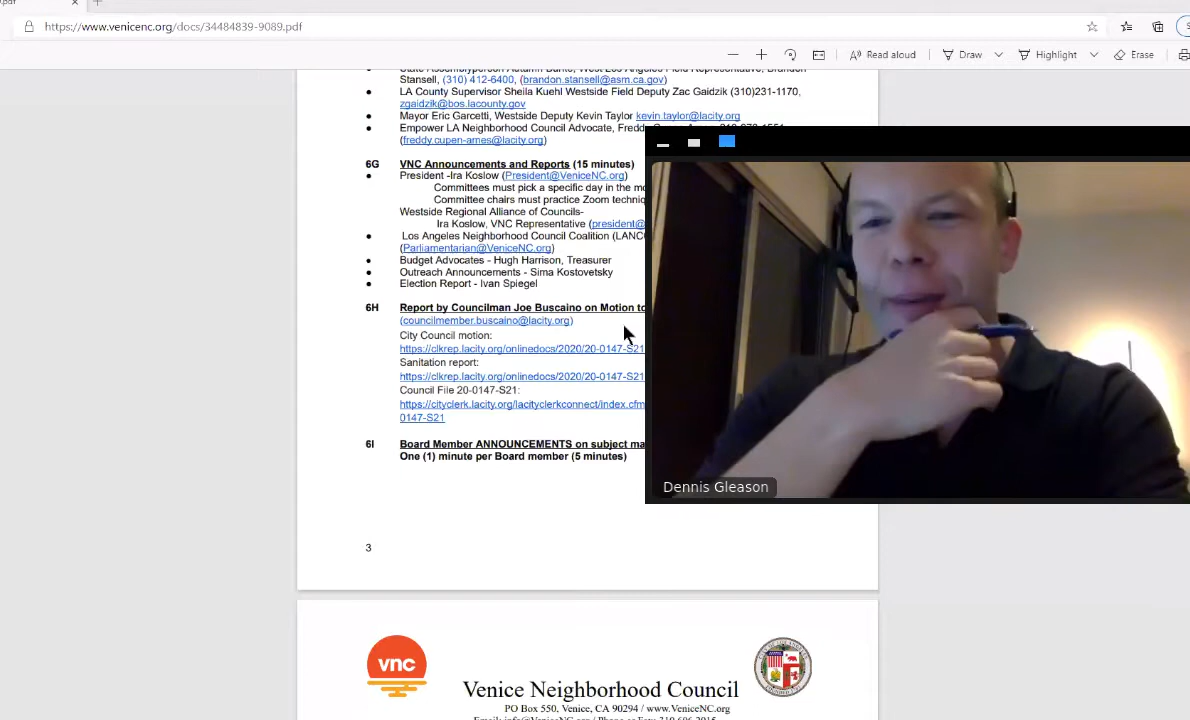 .pdf
https://www.venicenc.org/docs/34484839-9089.pdf
Read aloud
Draw
Highlight
Erase
Stansell, (310) 412-6400, (brandon.stansell@asm.ca.gov)
LA County Supervisor Sheila Kuehl Westside Field Deputy Zac Gaidzik (310)231-1170,
zgaidzik@bos.lacounty.gov
Mayor Eric Garcetti, Westside Deputy Kevin Taylor kevin.taylor@lacity.org
Empower LA Neighborhood Council Advocate,
(freddy.cupen-ames@lacity.org)
6G VNC Announcements and Reports (15 minutes)
President -Ira Koslow (President@VeniceNC.org)
Committees must pick a specific day in the
Committee chairs must practice Zoom
Westside Regional Alliance of Councils-
Ira Koslow, VNC Representative (president@
Los Angeles Neighborhood Council Coalition
(Parliamentarian@VeniceNC.org)
Budget Advocates - Hugh Harrison, Treasurer
Outreach Announcements - Sima Kostovetsky
Election Report - Ivan Spiegel
6H Report by Councilman Joe Buscaino on Motion to
(councilmember.buscaino@lacity.org)
City Council motion:
https://clkrep.lacity.org/onlinedocs/2020/20-0147-S21
Sanitation report:
https://clkrep.lacity.org/onlinedocs/2020/20-0147-S21
Council File 20-0147-S21:
https://cityclerk.lacity.org/lacityclerkconnect/index.cfm
0147-S21
6I Board Member ANNOUNCEMENTS on subject
One (1) minute per Board member (5 minutes)
Dennis Gleason
3
vnc
Venice Neighborhood Council
PO Box 550, Venice, CA 90294 / www.VeniceNC.org